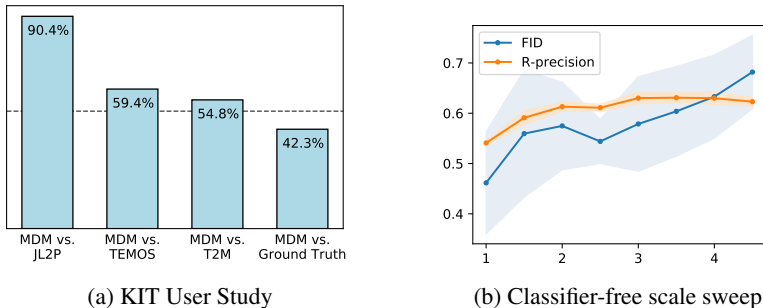 90.4%
59.4%
54.8%
42.3%
MDM vs.
JL2P
MDM vs.
TEMOS
MDM vs.
T2M
MDM vs.
Ground Truth
(a) KIT User Study
FID
R-precision
0.7
0.6
0.5
0.4
1
2
3
4
(b) Classifier-free scale sweep